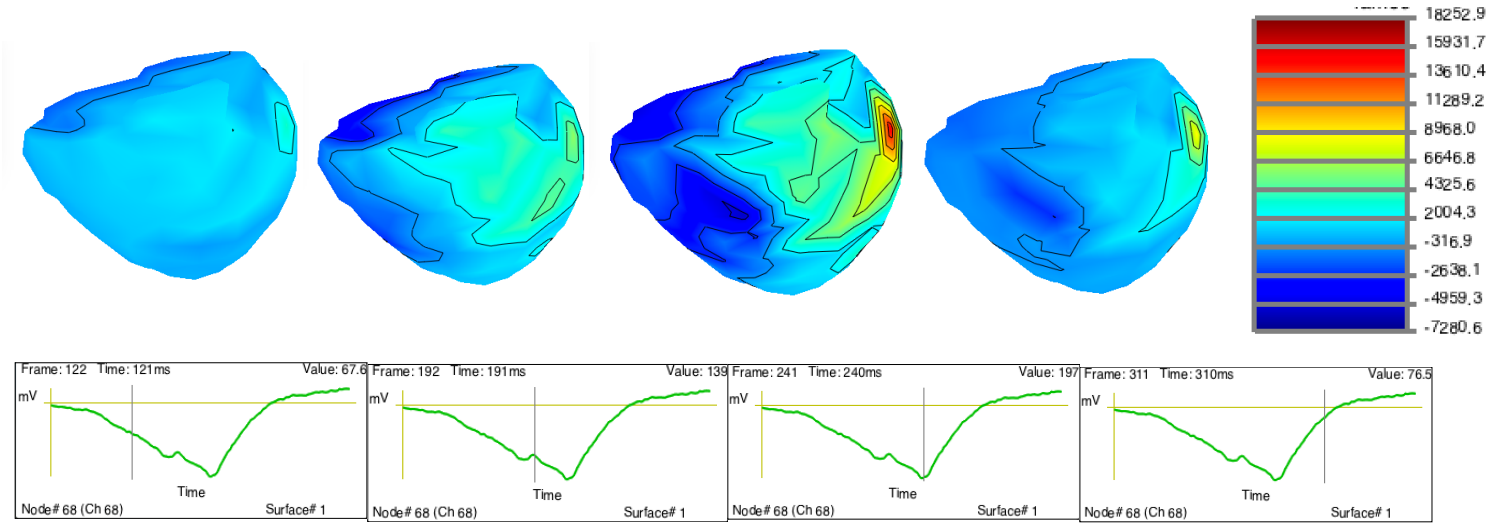 18252.9
15931.7
13610.4
11289.2
8968.0
6646.8
4325.6
2004.3
-316.9
-2638.1
-4959.3
-7280.6
Frame: 122 Time: 121ms Value: 67.6
mV
Time
Node# 68 (Ch 68) Surface# 1
Frame: 192 Time: 191ms Value: 139
mV
Time
Node# 68 (Ch 68) Surface# 1
Frame: 241 Time: 240ms Value: 197
mV
Time
Node# 68 (Ch 68) Surface# 1
Frame: 311 Time: 310ms Value: 76.5
mV
Time
Node# 68 (Ch 68) Surface# 1